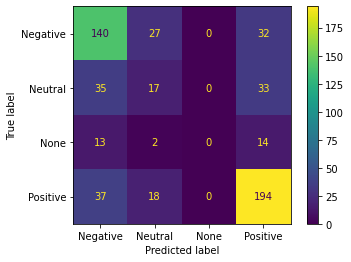 Negative 140 27 0 32
Neutral 35 17 0 33
None 13 2 0 14
Positive 37 18 0 194
Negative Neutral None Positive
Predicted label
True label
175
150
125
100
75
50
25
0